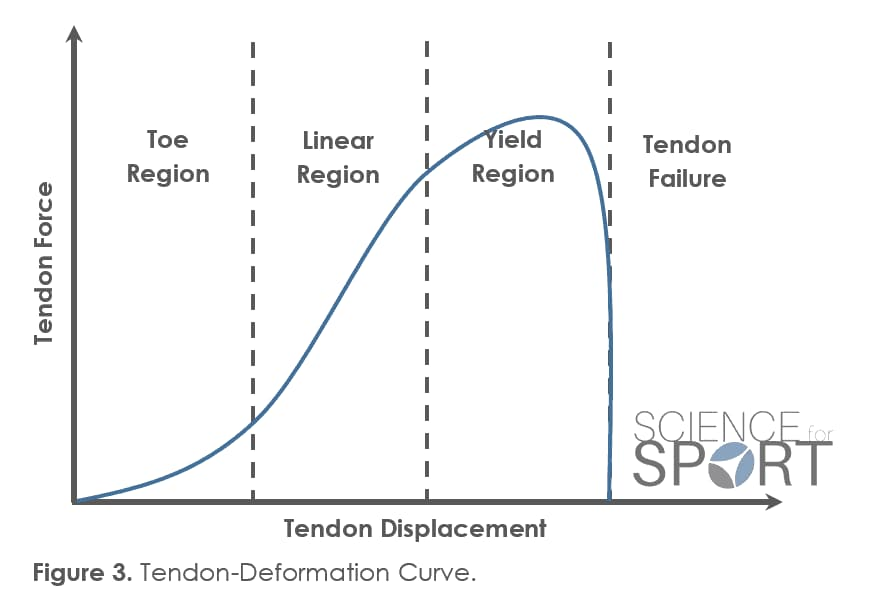 Toe
Region
Linear
Region
Yield
Region
Tendon
Failure
Tendon Force
SCIENCE for
SPORT
Tendon Displacement
Figure 3. Tendon-Deformation Curve.